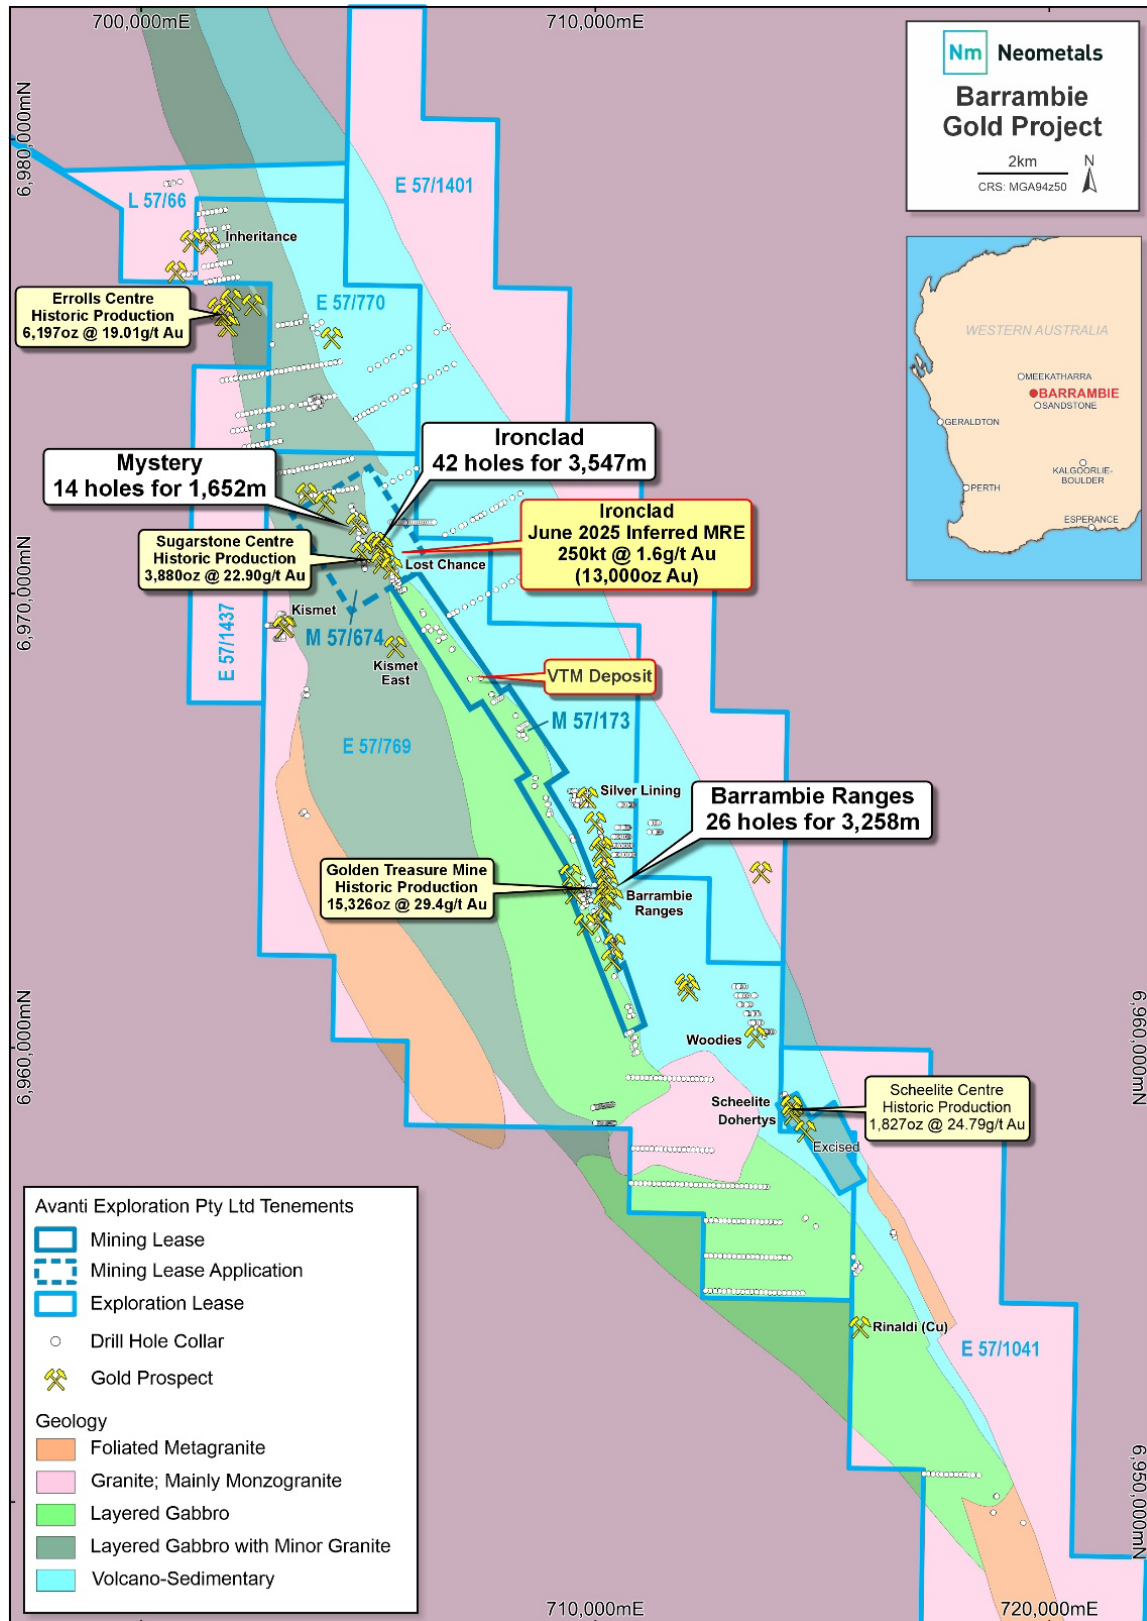 700,000mE
710,000mE
6,980,000mN
6,970,000mN
6,960,000mN
Nm Neometals
Barrambie
Gold Project
2km
N
CRS: MGA94z50
WESTERN AUSTRALIA
MEEKATHARRA
BARRAMBIE
SANDSTONE
GERALDTON
KALGOORLIE-
BOULDER
PERTH
ESPERANCE
E 57/1401
L 57/66
Inheritance
E 57/770
Errolls Centre
Historic Production
6,197oz @ 19.01g/t Au
Ironclad
42 holes for 3,547m
Mystery
14 holes for 1,652m
Ironclad
June 2025 Inferred MRE
250kt @ 1.6g/t Au
(13,000oz Au)
Sugarstone Centre
Historic Production
3,880oz @ 22.90g/t Au
Lost Chance
Kismet
M 57/674
E 57/1437
Kismet
East
VTM Deposit
M 57/173
E 57/769
Silver Lining
Barrambie Ranges
26 holes for 3,258m
Golden Treasure Mine
Historic Production
15,326oz @ 29.4g/t Au
Barrambie
Ranges
Woodies
6,960,000mN
Scheelite
Dohertys
Scheelite Centre
Historic Production
1,827oz @ 24.79g/t Au
Excised
Rinaldi (Cu)
E 57/1041
6,950,000mN
Avanti Exploration Pty Ltd Tenements
Mining Lease
Mining Lease Application
Exploration Lease
Drill Hole Collar
Gold Prospect
Geology
Foliated Metagranite
Granite; Mainly Monzogranite
Layered Gabbro
Layered Gabbro with Minor Granite
Volcano-Sedimentary
710,000mE
720,000mE